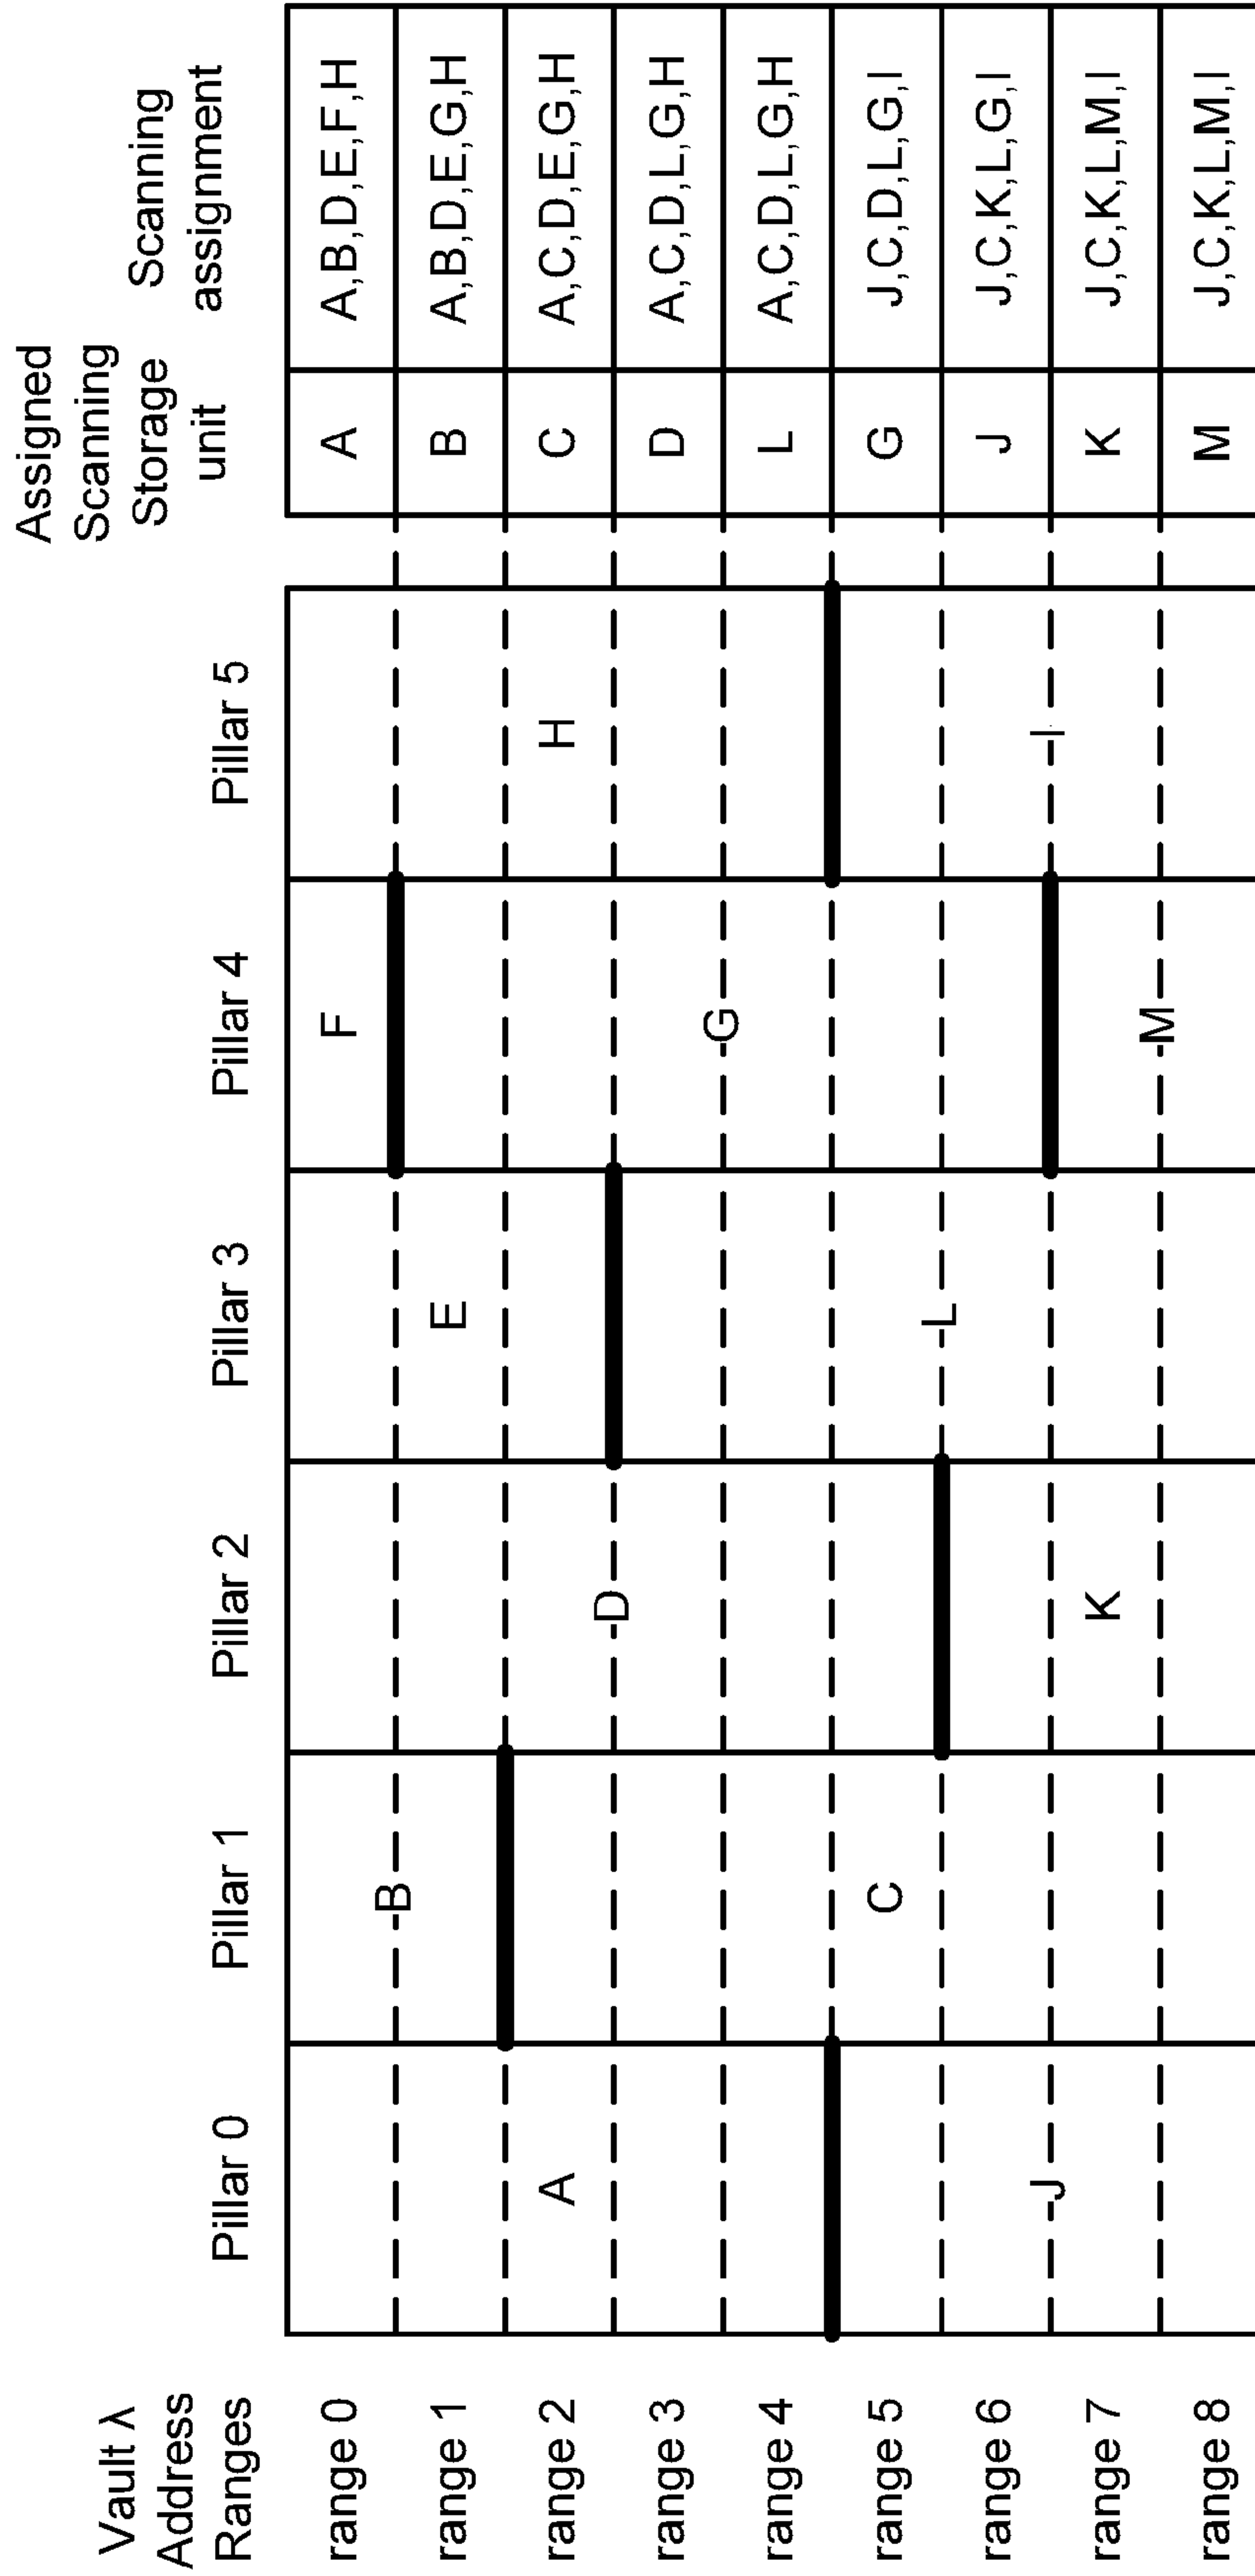 Vault λ
Address
Ranges
Pillar 0
Pillar 1
Pillar 2
Pillar 3
Pillar 4
Pillar 5
Assigned
Scanning
Storage
unit
Scanning
assignment
range 0
F
A
A,B,D,E,F,H
B
range 1
E
B
A,B,D,E,G,H
range 2
A
H
C
A,C,D,E,G,H
D
range 3
D
A,C,D,L,G,H
G
range 4
L
A,C,D,L,G,H
range 5
C
G
J,C,D,L,G,I
L
range 6
J
J,C,K,L,G,I
J
I
range 7
K
K
J,C,K,L,M,I
M
range 8
M
J,C,K,L,M,I